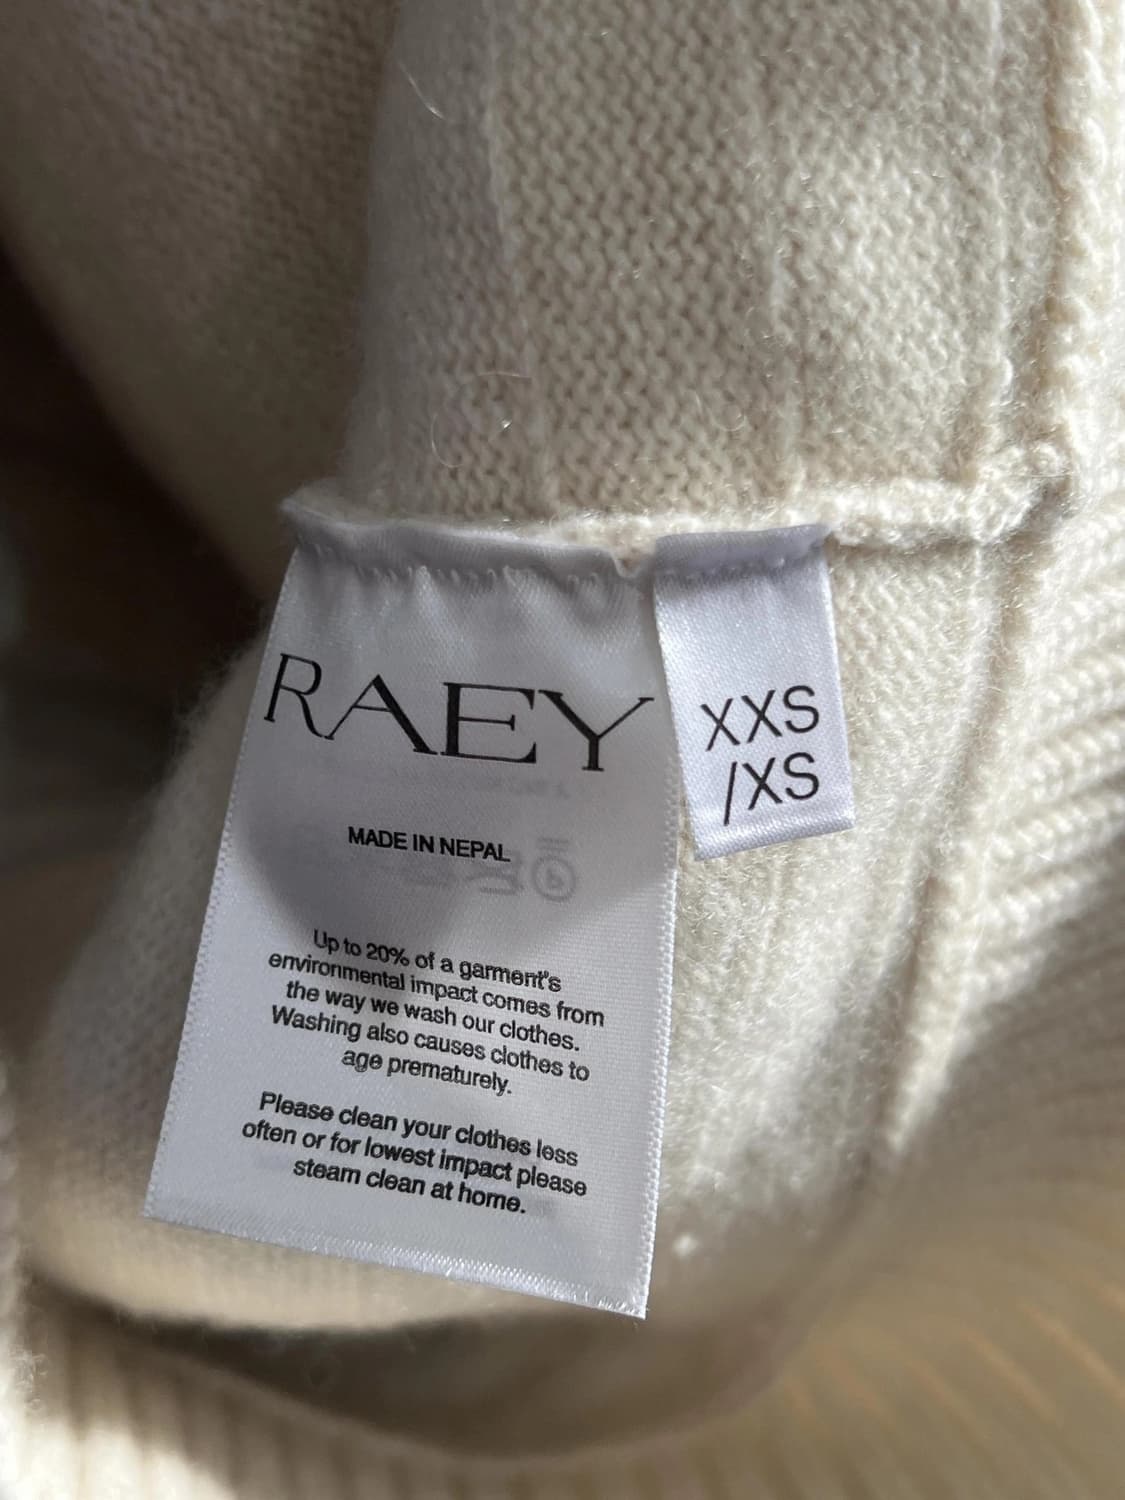 RAEY
MADE IN NEPAL
Up to 20% of a garment's
environmental impact comes from
the way we wash our clothes.
Washing also causes clothes to
age prematurely.
Please clean your clothes less
often or for lowest impact please
steam clean at home.
XXS
/XS